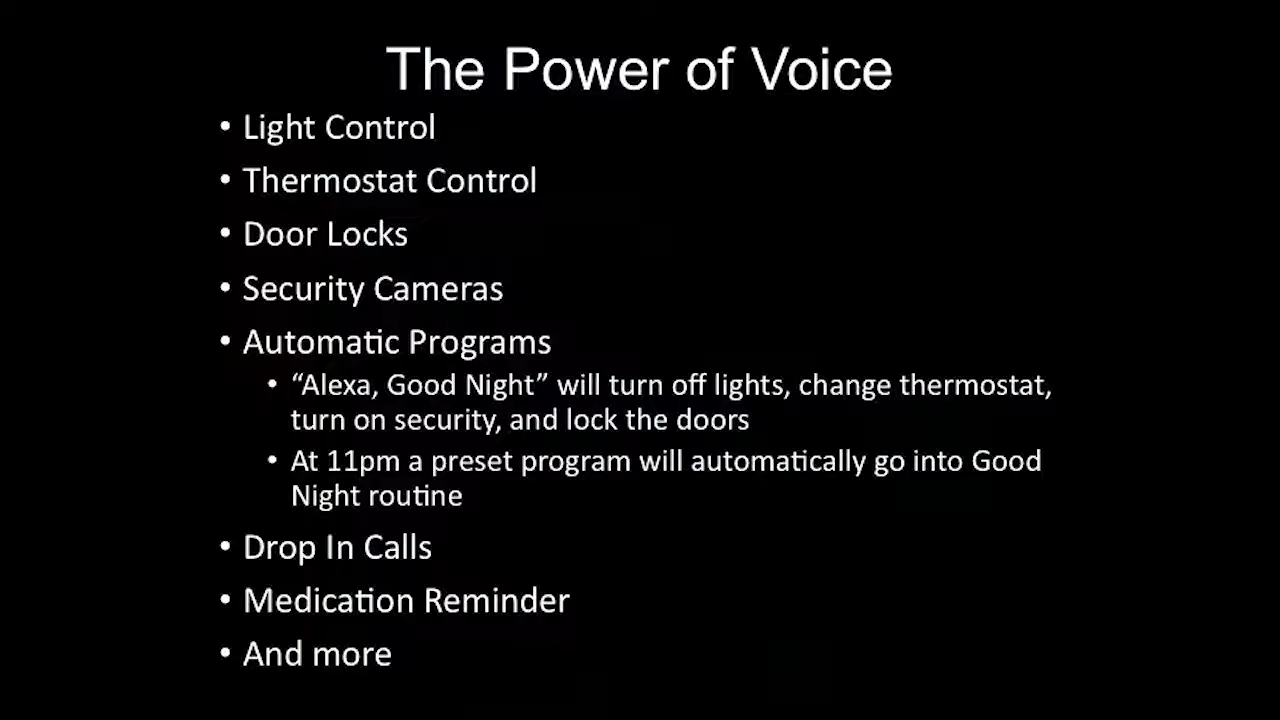 The Power of Voice
• Light Control
• Thermostat Control
• Door Locks
• Security Cameras
• Automatic Programs
• “Alexa, Good Night” will turn off lights, change thermostat,
turn on security, and lock the doors
• At 11pm a preset program will automatically go into Good
Night routine
• Drop In Calls
• Medication Reminder
• And more